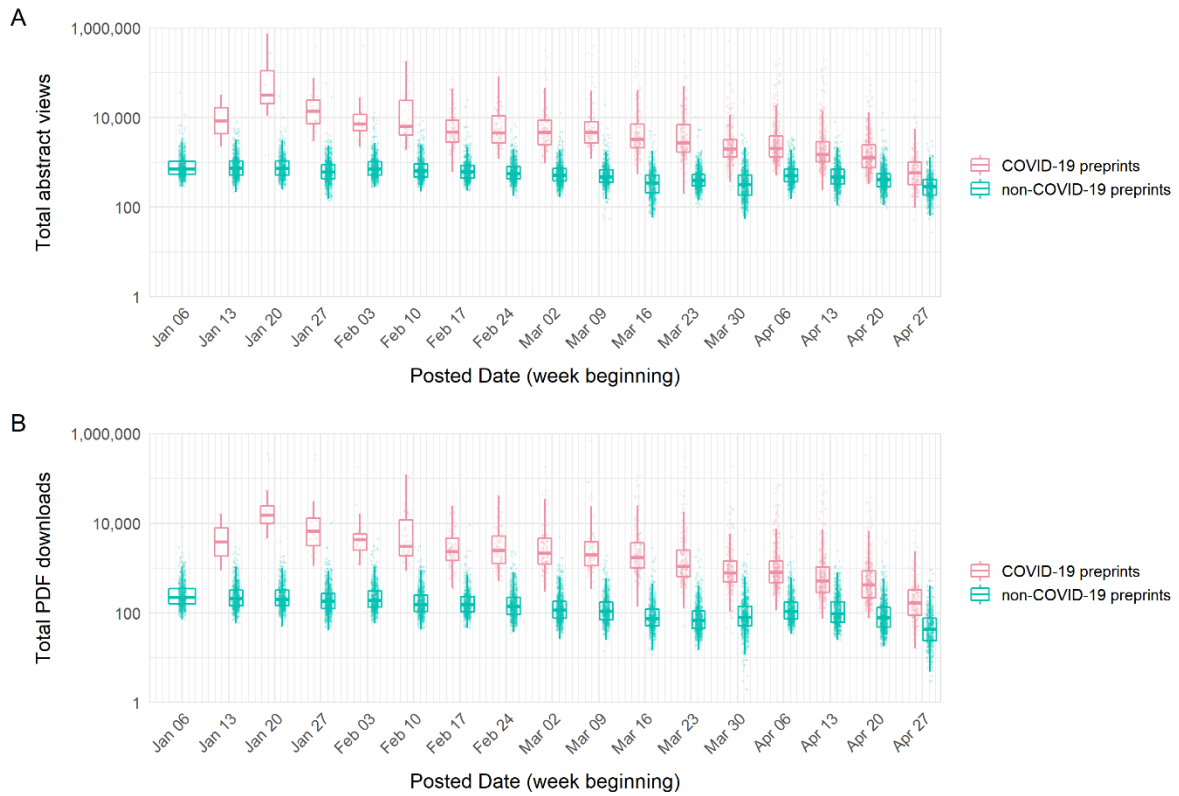 A
1,000,000
10,000
100
1
Total abstract views
Jan 06
Jan 13
Jan 20
Jan 27
Feb 03
Feb 10
Feb 17
Feb 24
Mar 02
Mar 09
Mar 16
Mar 23
Mar 30
Apr 06
Apr 13
Apr 20
Apr 27
Posted Date (week beginning)
COVID-19 preprints
non-COVID-19 preprints
B
1,000,000
10,000
100
1
Total PDF downloads
Jan 06
Jan 13
Jan 20
Jan 27
Feb 03
Feb 10
Feb 17
Feb 24
Mar 02
Mar 09
Mar 16
Mar 23
Mar 30
Apr 06
Apr 13
Apr 20
Apr 27
Posted Date (week beginning)
COVID-19 preprints
non-COVID-19 preprints